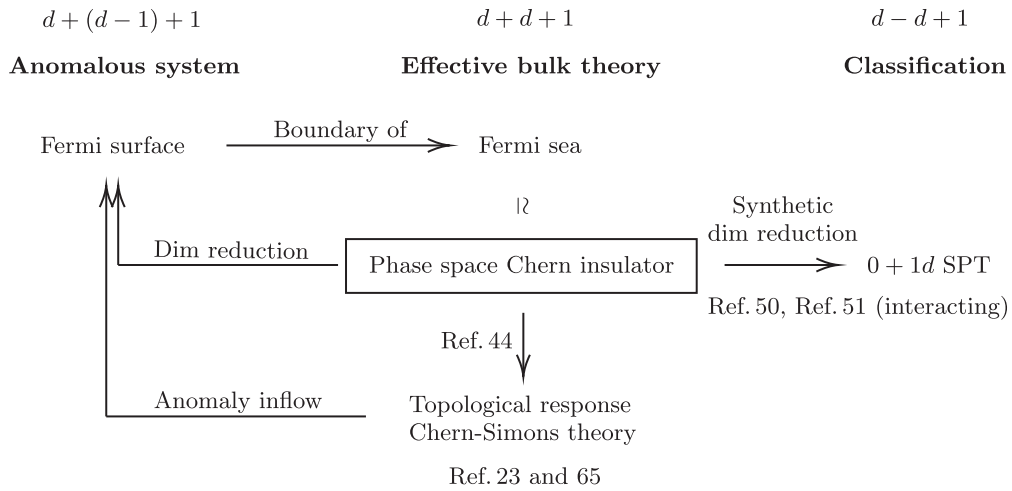 d + (d − 1) + 1
d + d + 1
d − d + 1
Anomalous system
Effective bulk theory
Classification
Fermi surface
Boundary of
Fermi sea
≃
Synthetic
dim reduction
Dim reduction
Phase space Chern insulator
0 + 1d SPT
Ref. 50, Ref. 51 (interacting)
Ref. 44
Anomaly inflow
Topological response
Chern-Simons theory
Ref. 23 and 65